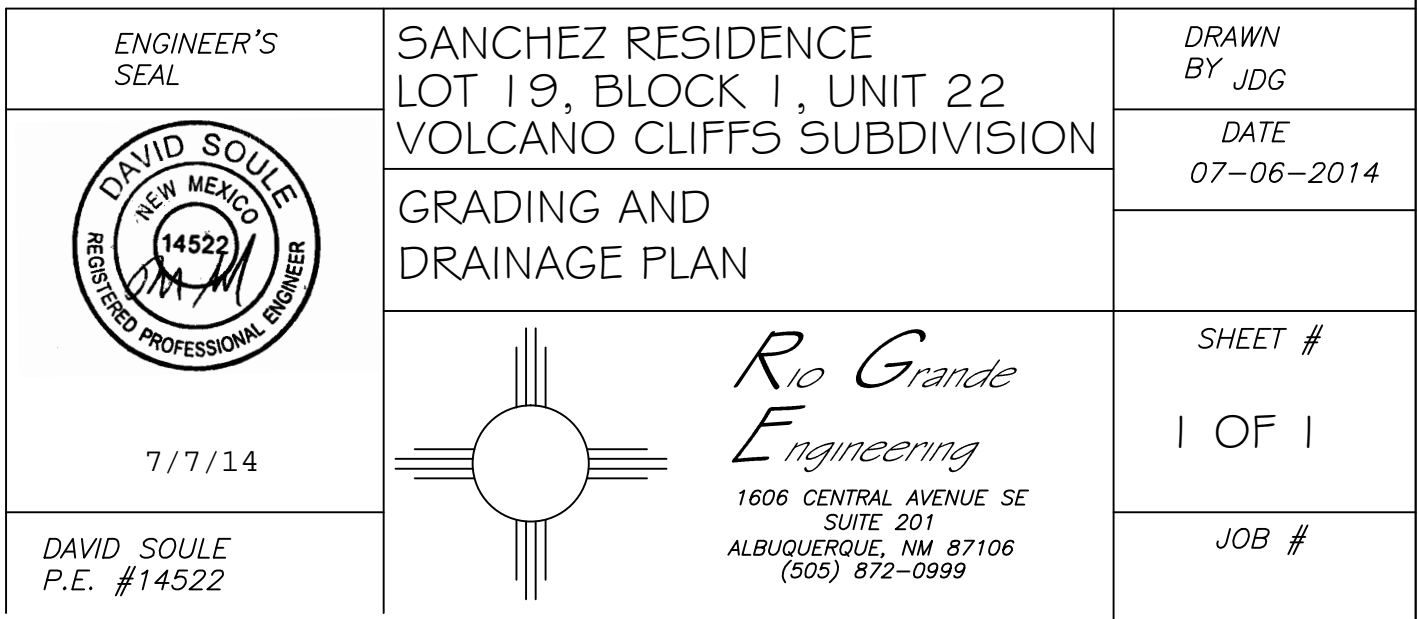 ENGINEER'S
SEAL
DAVID SOULE
NEW MEXICO
14522
REGISTERED PROFESSIONAL ENGINEER
7/7/14
DAVID SOULE
P.E. #14522
SANCHEZ RESIDENCE
LOT 19, BLOCK 1, UNIT 22
VOLCANO CLIFFS SUBDIVISION
GRADING AND
DRAINAGE PLAN
Rio Grande
Engineering
1606 CENTRAL AVENUE SE
SUITE 201
ALBUQUERQUE, NM 87106
(505) 872-0999
DRAWN
BY JDG
DATE
07-06-2014
SHEET #
1 OF 1
JOB #